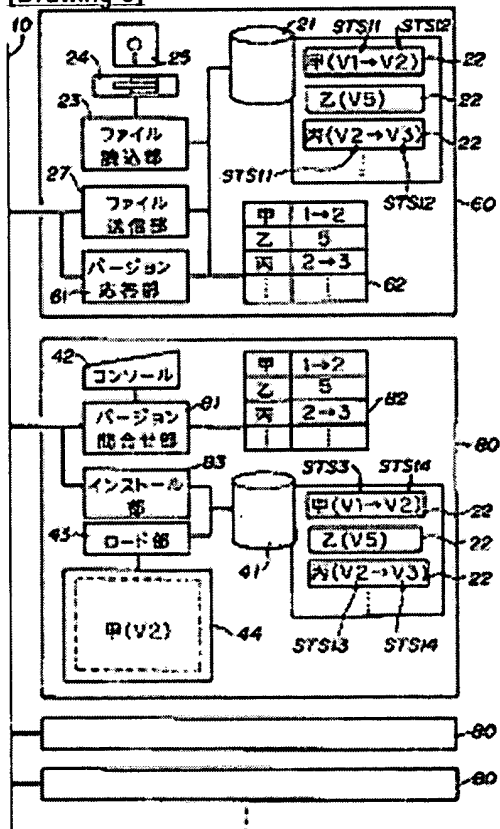 [Drawing 3]
10
24
25
21
STS11
STS12
甲(V1→V2)
22
23
ファイル
読込部
乙(V5)
22
丙(V2→V3)
22
27
STS11
STS12
ファイル
送信部
60
甲 1→2
乙 5
丙 2→3
バージョン
応答部
61
62
42
コンソール
81
甲 1→2
乙 5
丙 2→3
82
80
バージョン
問合せ部
83
インストール
部
STS3
STS14
甲(V1→V2)
22
43
ロード部
乙(V5)
22
41
丙(V2→V3)
22
甲(V2)
44
STS13
STS14
80
80